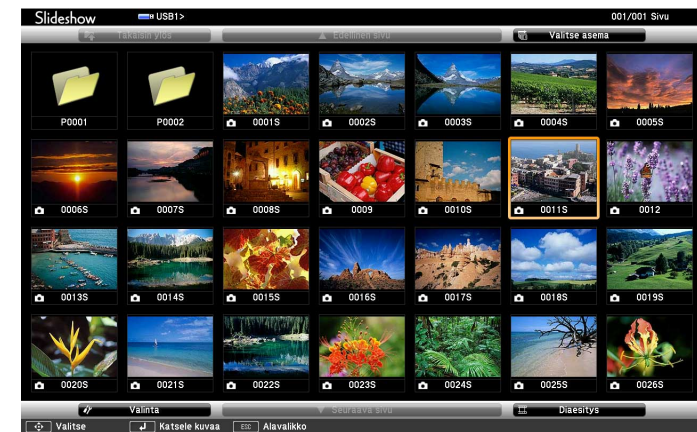 Slideshow USB1> 001/001 Sivu
Takaisin ylös Edellinen sivu Valitse asema
P0001 P0002 0001S 0002S 0003S 0004S 0005S
0006S 0007S 0008S 0009 0010S 0011S 0012
0013S 0014S 0015S 0016S 0017S 0018S 0019S
0020S 0021S 0022S 0023S 0024S 0025S 0026S
Valinta Seuraava sivu Diaesitys
Valitse Katsele kuvaa ESC Alavalikko